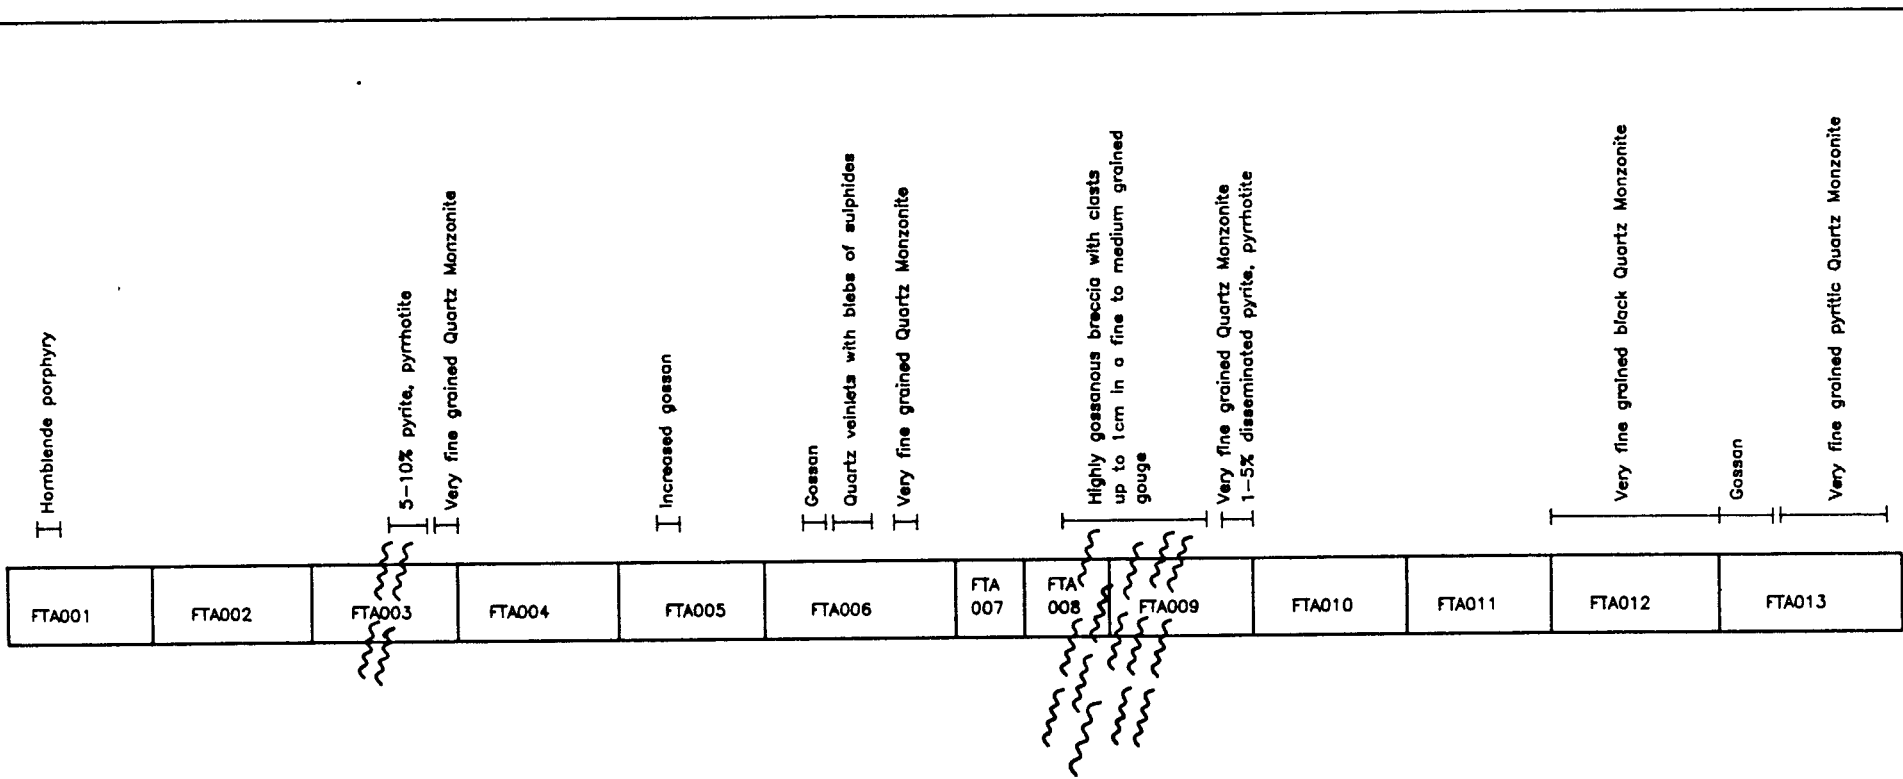 Hornblende porphyry
5-10% pyrite, pyrrhotite
Very fine grained Quartz Monzonite
Increased gossan
Gossan
Quartz veinlets with blebs of sulphides
Very fine grained Quartz Monzonite
Highly gossanous breccia with clasts
up to 1cm in a fine to medium grained
gouge
Very fine grained Quartz Monzonite
1-5% disseminated pyrite, pyrrhotite
Very fine grained black Quartz Monzonite
Gossan
Very fine grained pyritic Quartz Monzonite
FTA001
FTA002
FTA003
FTA004
FTA005
FTA006
FTA
007
FTA
008
FTA009
FTA010
FTA011
FTA012
FTA013